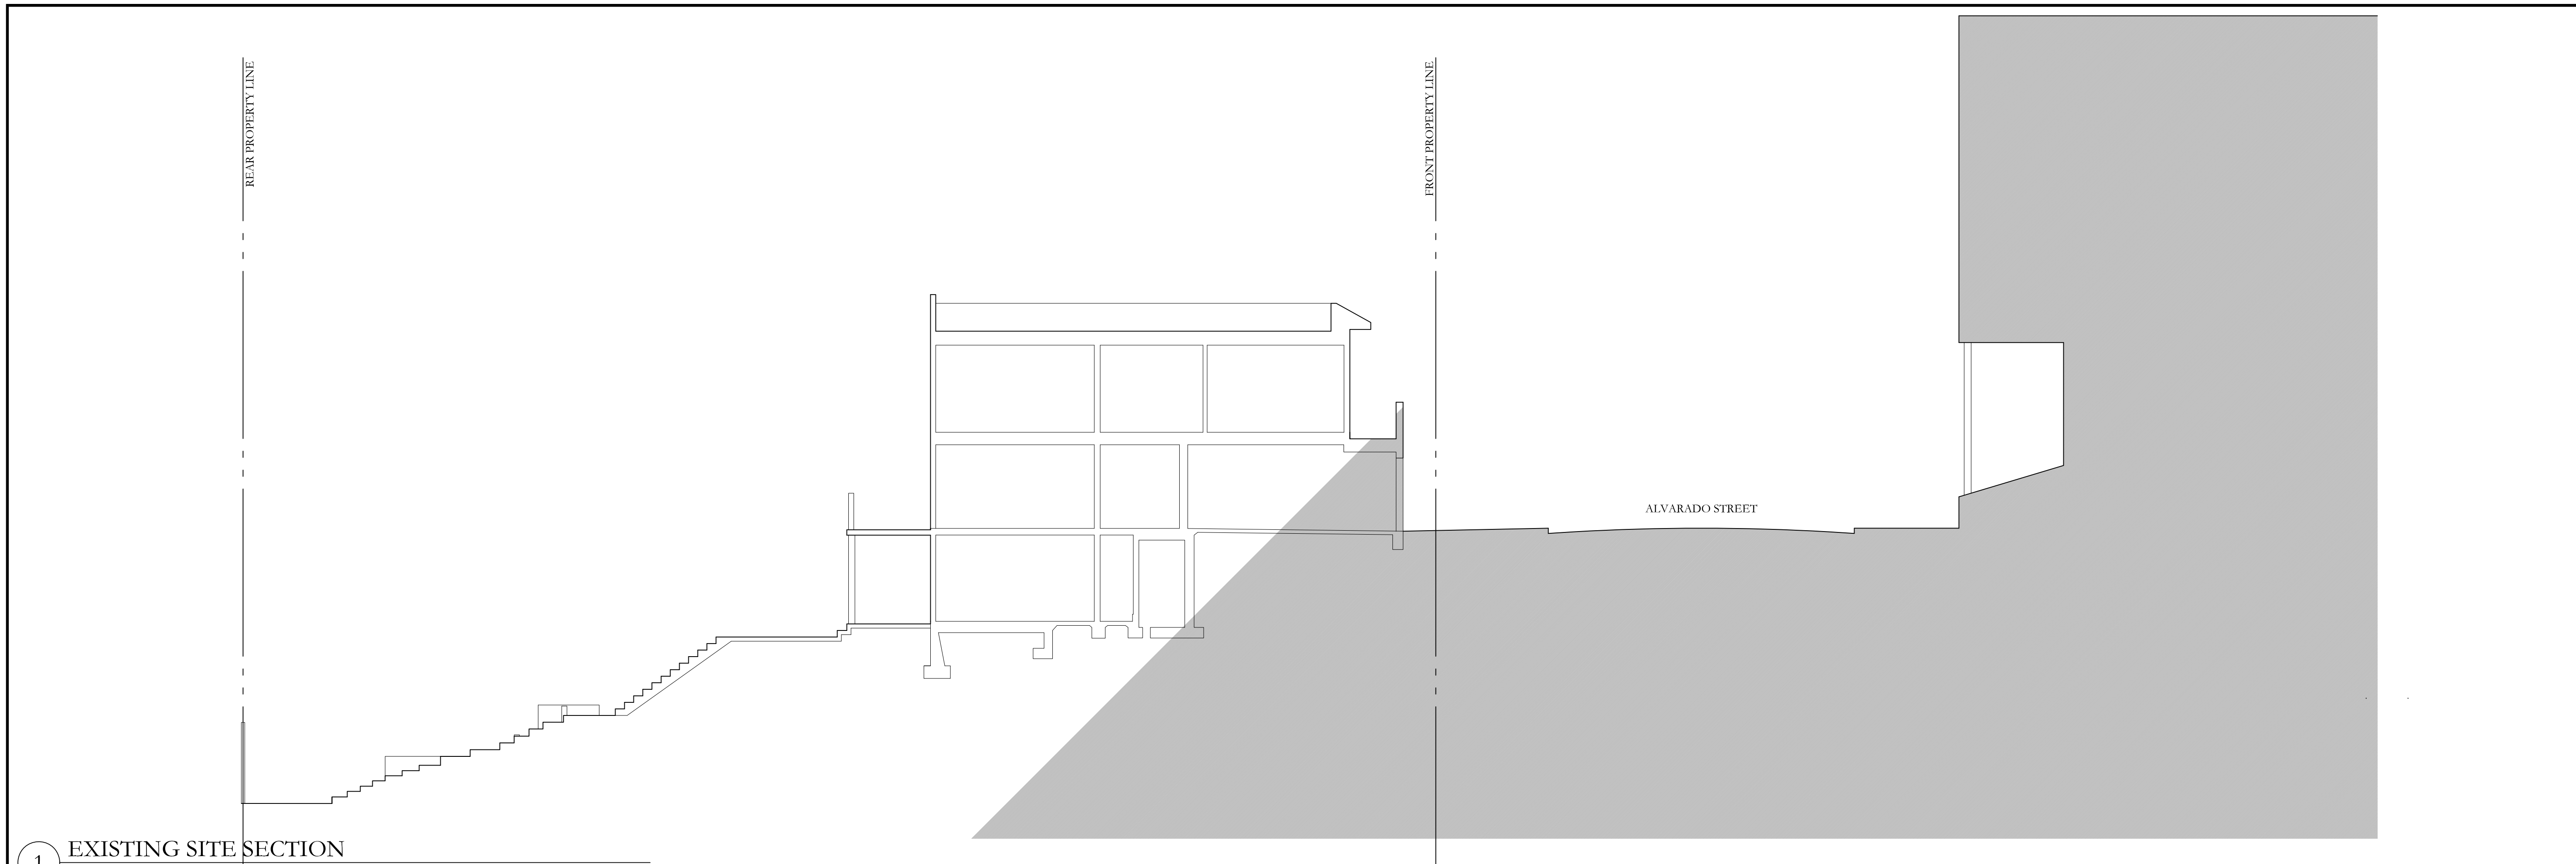 REAR PROPERTY LINE
FRONT PROPERTY LINE
ALVARADO STREET
1
EXISTING SITE SECTION